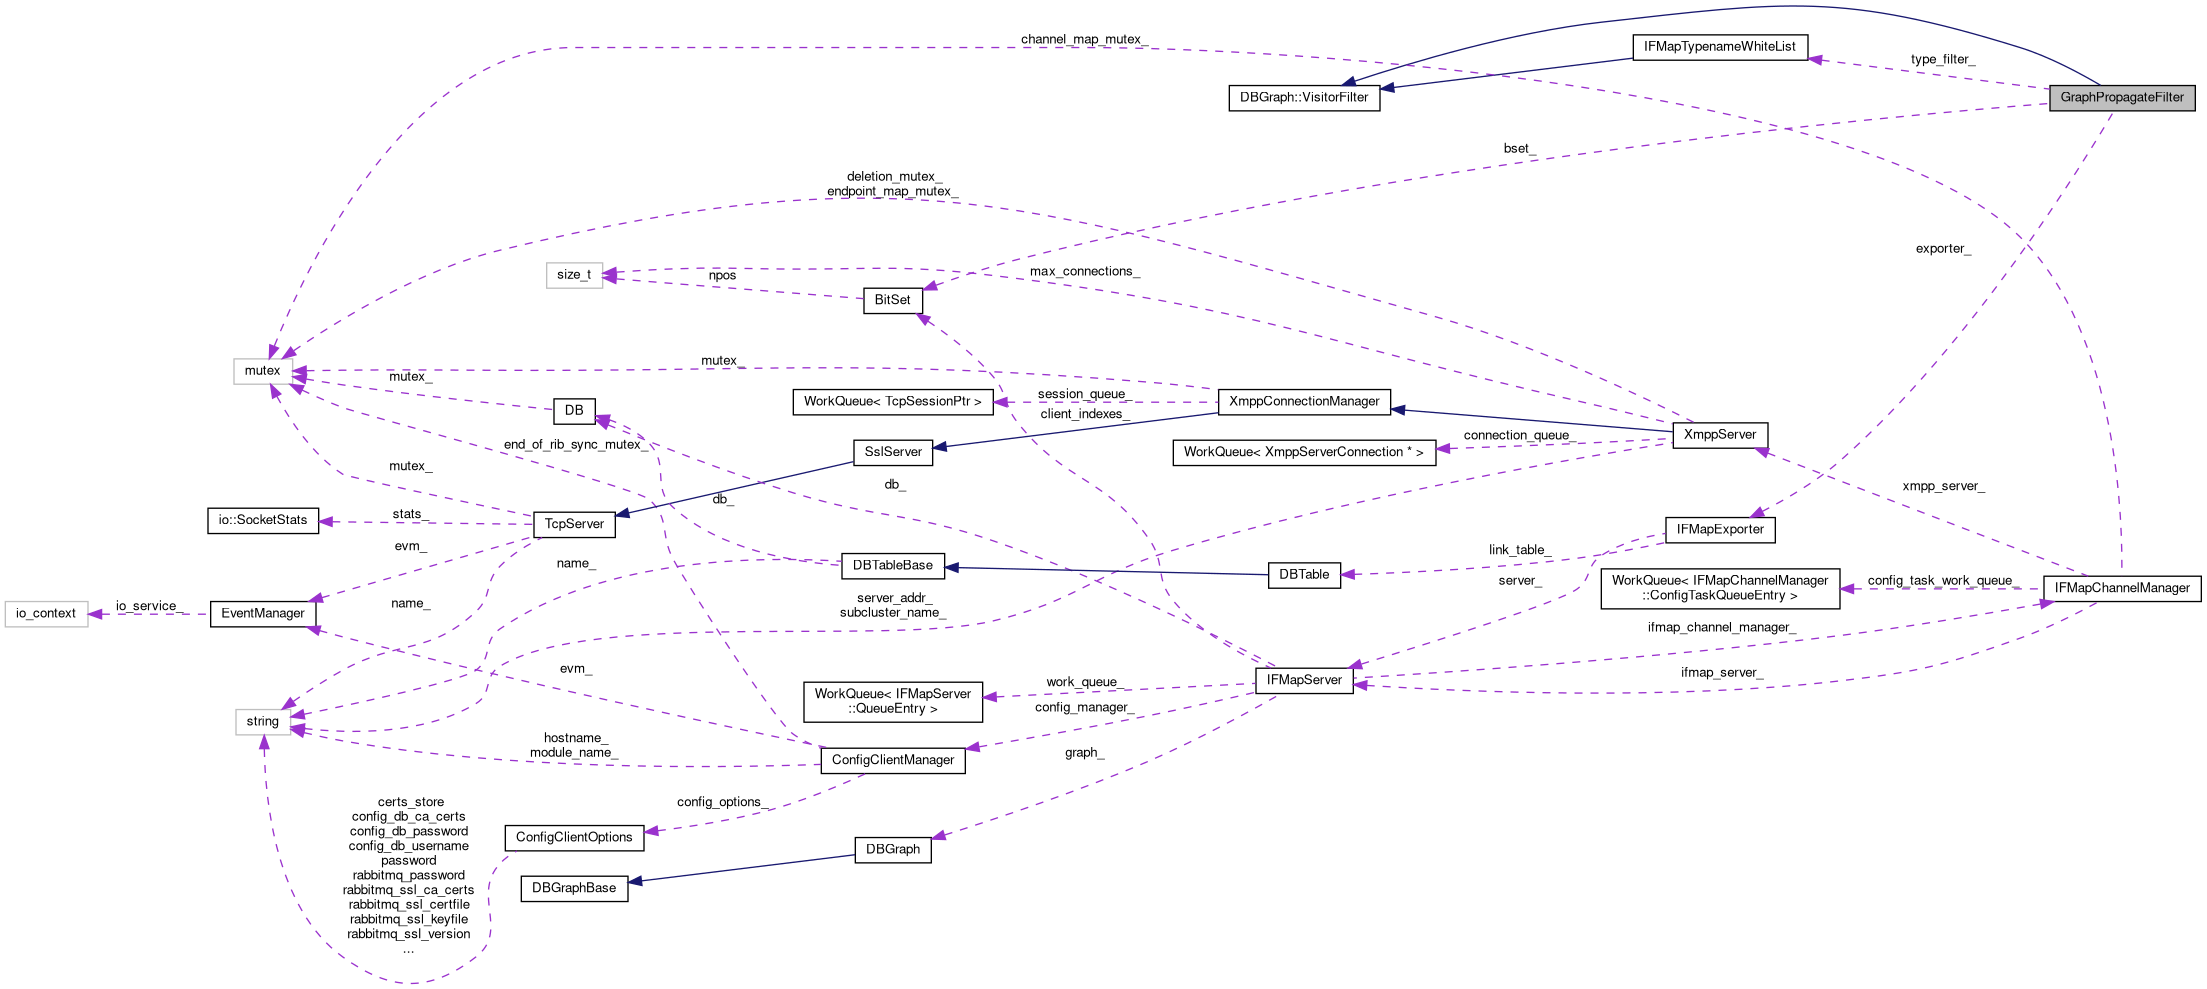 channel_map_mutex_
IFMapTypenameWhiteList
type_filter_
DBGraph::VisitorFilter
GraphPropagateFilter
bset_
deletion_mutex_
endpoint_map_mutex_
exporter_
size_t
npos
max_connections_
BitSet
mutex
mutex_
mutex_
DB
WorkQueue< TcpSessionPtr >
session_queue_
client_indexes_
XmppConnectionManager
end_of_rib_sync_mutex_
SslServer
WorkQueue< XmppServerConnection * >
connection_queue_
XmppServer
mutex_
db_
db_
xmpp_server_
io::SocketStats
stats_
TcpServer
IFMapExporter
evm_
name_
DBTableBase
link_table_
DBTable
server_
WorkQueue< IFMapChannelManager
::ConfigTaskQueueEntry >
config_task_work_queue_
IFMapChannelManager
io_context
io_service_
EventManager
name_
server_addr_
subcluster_name_
ifmap_channel_manager_
evm_
ifmap_server_
IFMapServer
WorkQueue< IFMapServer
::QueueEntry >
work_queue_
config_manager_
string
hostname_
module_name_
ConfigClientManager
graph_
config_options_
certs_store
config_db_ca_certs
config_db_password
config_db_username
password
rabbitmq_password
rabbitmq_ssl_ca_certs
rabbitmq_ssl_certfile
rabbitmq_ssl_keyfile
rabbitmq_ssl_version
...
ConfigClientOptions
DBGraph
DBGraphBase